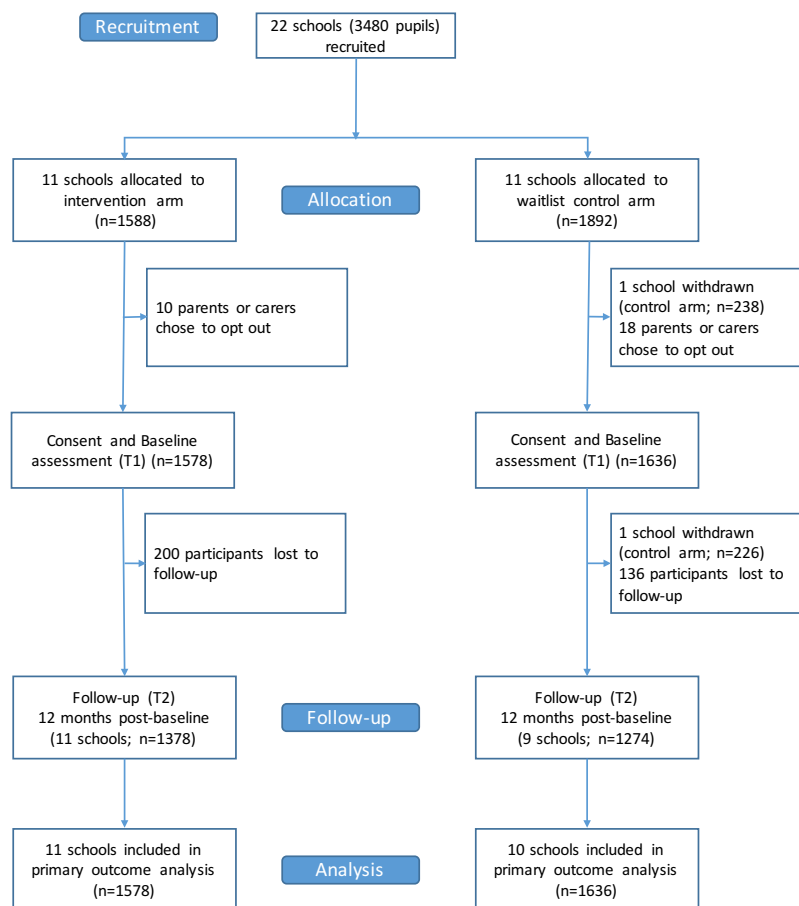 Recruitment
22 schools (3480 pupils)
recruited
11 schools allocated to
intervention arm
(n=1588)
Allocation
11 schools allocated to
waitlist control arm
(n=1892)
10 parents or carers
chose to opt out
1 school withdrawn
(control arm; n=238)
18 parents or carers
chose to opt out
Consent and Baseline
assessment (T1) (n=1578)
Consent and Baseline
assessment (T1) (n=1636)
200 participants lost to
follow-up
1 school withdrawn
(control arm; n=226)
136 participants lost to
follow-up
Follow-up (T2)
12 months post-baseline
(11 schools; n=1378)
Follow-up
Follow-up (T2)
12 months post-baseline
(9 schools; n=1274)
11 schools included in
primary outcome analysis
(n=1578)
Analysis
10 schools included in
primary outcome analysis
(n=1636)